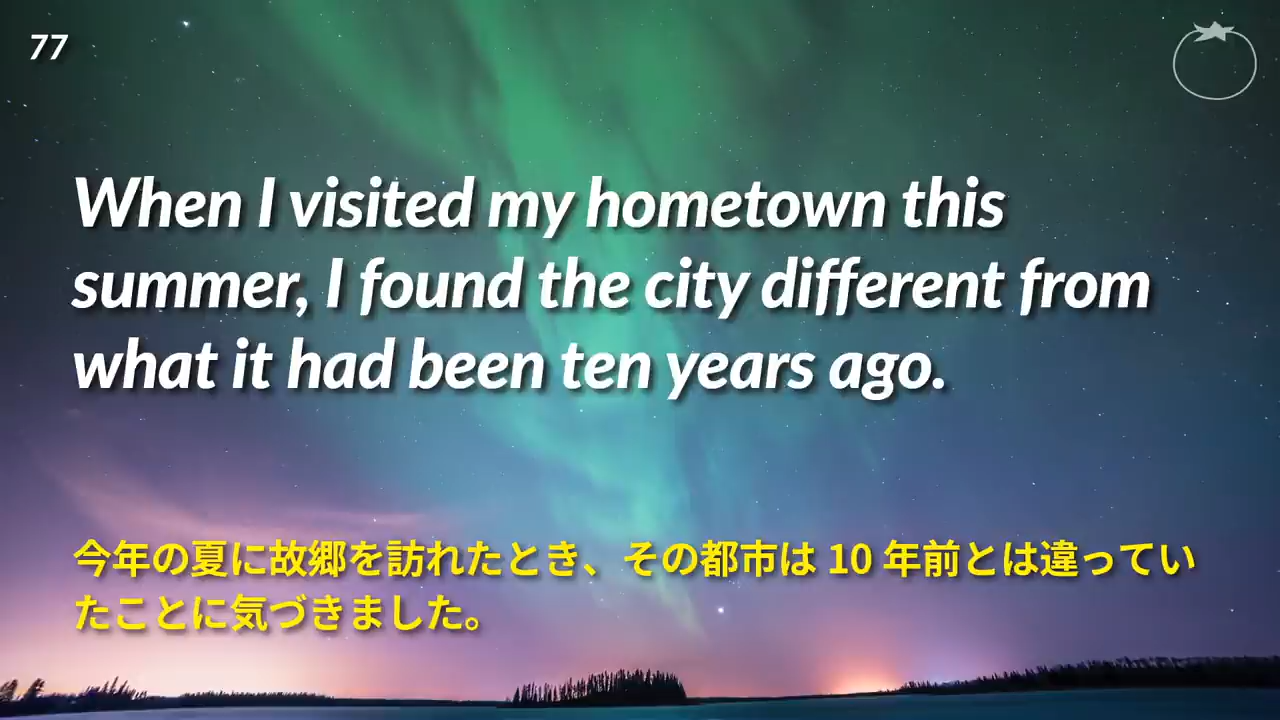 77
When I visited my hometown this
summer, I found the city different from
what it had been ten years ago.
今年の夏に故郷を訪れたとき、その都市は 10 年前とは違ってい
たことに気づきました。